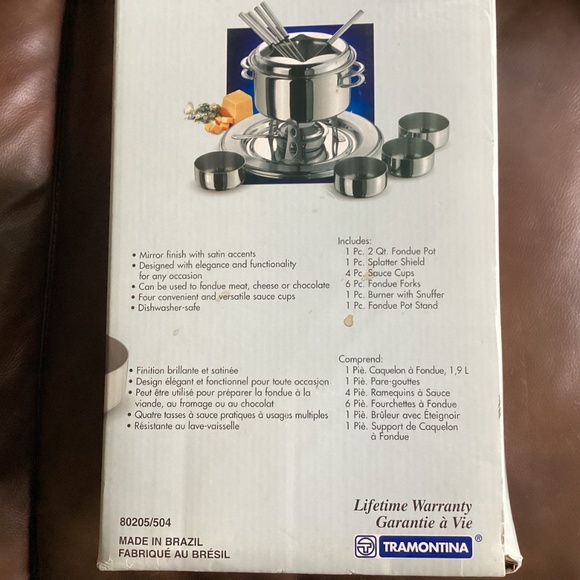 • Mirror finish with satin accents
• Designed with elegance and functionality
for any occasion
• Can be used to fondue meat, cheese or chocolate
• Four convenient and versatile sauce cups
• Dishwasher-safe
Includes:
1 Pc. 2 Qt. Fondue Pot
1 Pc. Splatter Shield
4 Pc. Sauce Cups
6 Pc. Fondue Forks
1 Pc. Burner with Snuffer
1 Pc. Fondue Pot Stand
• Finition brillante et satinée
• Design élégant et fonctionnel pour toute occasion
• Peut être utilisé pour préparer la fondue à la
viande, au fromage ou au chocolat
• Quatre tasses à sauce pratiques à usages multiples
• Résistante au lave-vaisselle
Comprend:
1 Piè. Caquelon à Fondue, 1,9 L
1 Piè. Pare-gouttes
4 Piè. Ramequins à Sauce
6 Piè. Fourchettes à Fondue
1 Piè. Brûleur avec Éteignoir
1 Piè. Support de Caquelon
à Fondue
80205/504
MADE IN BRAZIL
FABRIQUÉ AU BRÉSIL
Lifetime Warranty
Garantie à Vie
TRAMONTINA®